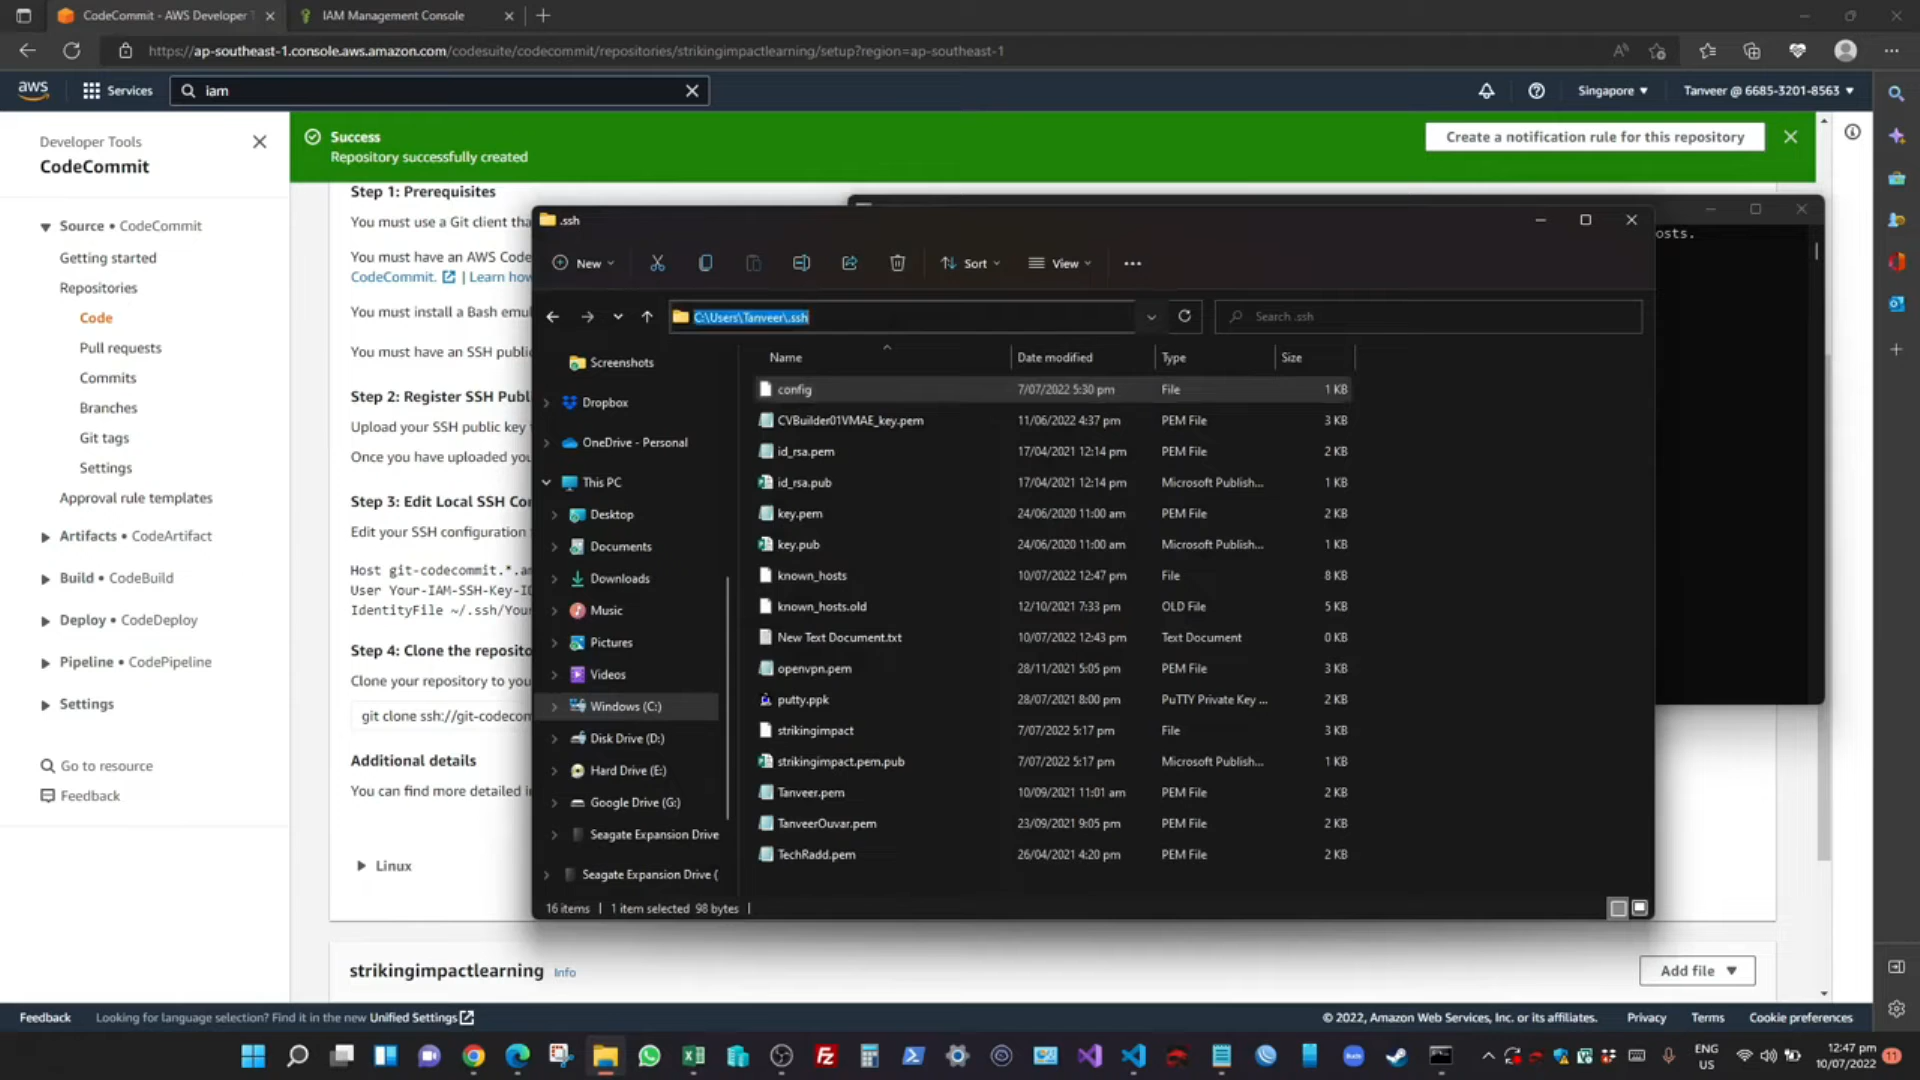 CodeCommit - AWS Developer T
IAM Management Console
https://ap-southeast-1.console.aws.amazon.com/codesuite/codecommit/repositories/strikingimpactlearning/setup?region=ap-southeast-1
aws
Services
iam
Singapore
Tanveer @ 6685-3201-8563
Developer Tools
CodeCommit
Source • CodeCommit
Getting started
Repositories
Code
Pull requests
Commits
Branches
Git tags
Settings
Approval rule templates
Artifacts • CodeArtifact
Build • CodeBuild
Deploy • CodeDeploy
Pipeline • CodePipeline
Settings
Go to resource
Feedback
Success
Repository successfully created
Create a notification rule for this repository
Step 1: Prerequisites
You must use a Git client tha
You must have an AWS Code
CodeCommit. | Learn how
You must install a Bash emul
You must have an SSH public
Step 2: Register SSH Publ
Upload your SSH public key
Once you have uploaded you
Step 3: Edit Local SSH Con
Edit your SSH configuration
Host git-codecommit.*.am
User Your-IAM-SSH-Key-ID
IdentityFile ~/.ssh/Your
Step 4: Clone the reposito
Clone your repository to you
git clone ssh://git-codecom
Additional details
You can find more detailed in
Linux
strikingimpactlearning Info
Add file
osts.
.ssh
New
Sort
View
C:\Users\Tanveer\.ssh
Search .ssh
Screenshots
Dropbox
OneDrive - Personal
This PC
Desktop
Documents
Downloads
Music
Pictures
Videos
Windows (C:)
Disk Drive (D:)
Hard Drive (E:)
Google Drive (G:)
Seagate Expansion Drive
Seagate Expansion Drive (
Name Date modified Type Size
config 7/07/2022 5:30 pm File 1 KB
CVBuilder01VMAE_key.pem 11/06/2022 4:37 pm PEM File 3 KB
id_rsa.pem 17/04/2021 12:14 pm PEM File 2 KB
id_rsa.pub 17/04/2021 12:14 pm Microsoft Publish... 1 KB
key.pem 24/06/2020 11:00 am PEM File 2 KB
key.pub 24/06/2020 11:00 am Microsoft Publish... 1 KB
known_hosts 10/07/2022 12:47 pm File 8 KB
known_hosts.old 12/10/2021 7:33 pm OLD File 5 KB
New Text Document.txt 10/07/2022 12:43 pm Text Document 0 KB
openvpn.pem 28/11/2021 5:05 pm PEM File 3 KB
putty.ppk 28/07/2021 8:00 pm PuTTY Private Key ... 2 KB
strikingimpact 7/07/2022 5:17 pm File 3 KB
strikingimpact.pem.pub 7/07/2022 5:17 pm Microsoft Publish... 1 KB
Tanveer.pem 10/09/2021 11:01 am PEM File 2 KB
TanveerOuvar.pem 23/09/2021 9:05 pm PEM File 2 KB
TechRadd.pem 26/04/2021 4:20 pm PEM File 2 KB
16 items | 1 item selected 98 bytes |
Feedback Looking for language selection? Find it in the new Unified Settings
© 2022, Amazon Web Services, Inc. or its affiliates. Privacy Terms Cookie preferences
ENG
US
12:47 pm
10/07/2022
11